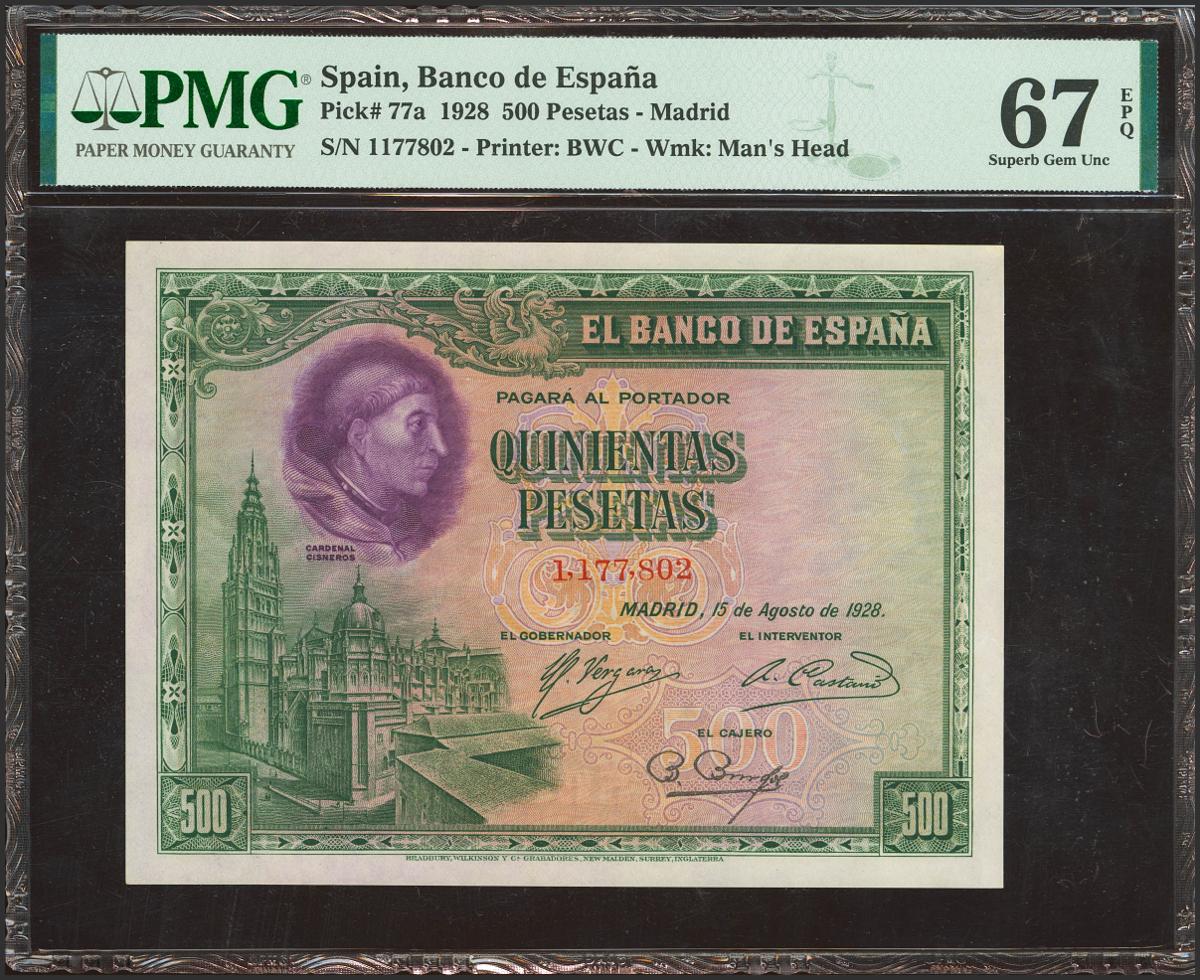 PMG®
PAPER MONEY GUARANTY
Spain, Banco de España
Pick# 77a 1928 500 Pesetas - Madrid
S/N 1177802 - Printer: BWC - Wmk: Man's Head
67
EPQ
Superb Gem Unc
EL BANCO DE ESPAÑA
PAGARÁ AL PORTADOR
QUINIENTAS
PESETAS
CARDENAL
CISNEROS
1,177,802
MADRID, 15 de Agosto de 1928.
EL GOBERNADOR EL INTERVENTOR
500
EL CAJERO
500 500
BRADBURY, WILKINSON Y Cª GRABADORES, NEW MALDEN, SURREY, INGLATERRA